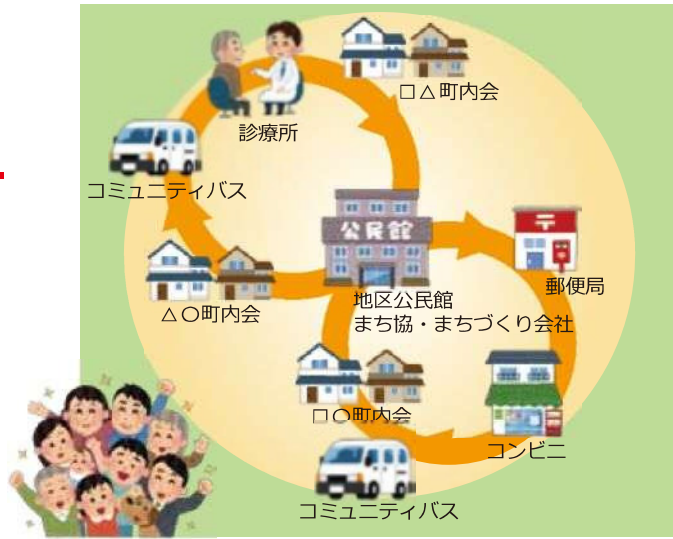 □△町内会
診療所
コミュニティバス
公民館
郵便局
地区公民館
まち協・まちづくり会社
△〇町内会
□〇町内会
コンビニ
コミュニティバス